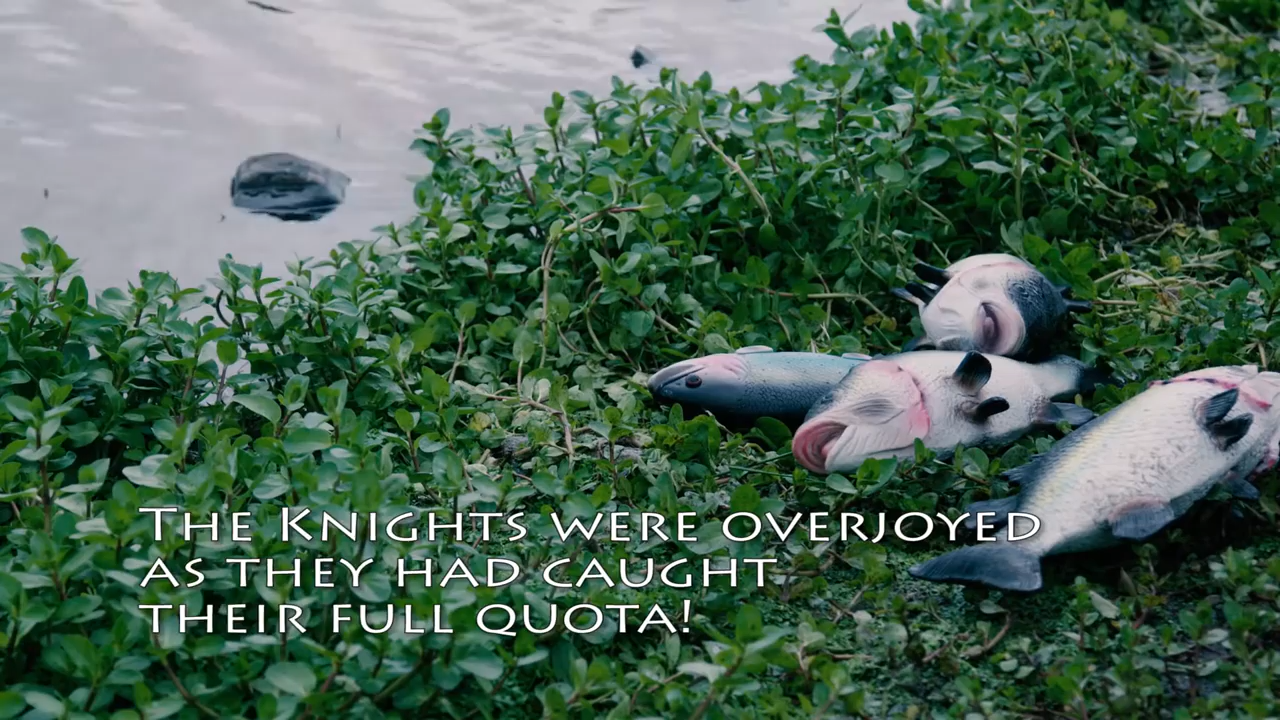 The Knights were overjoyed
as they had caught
their full quota!